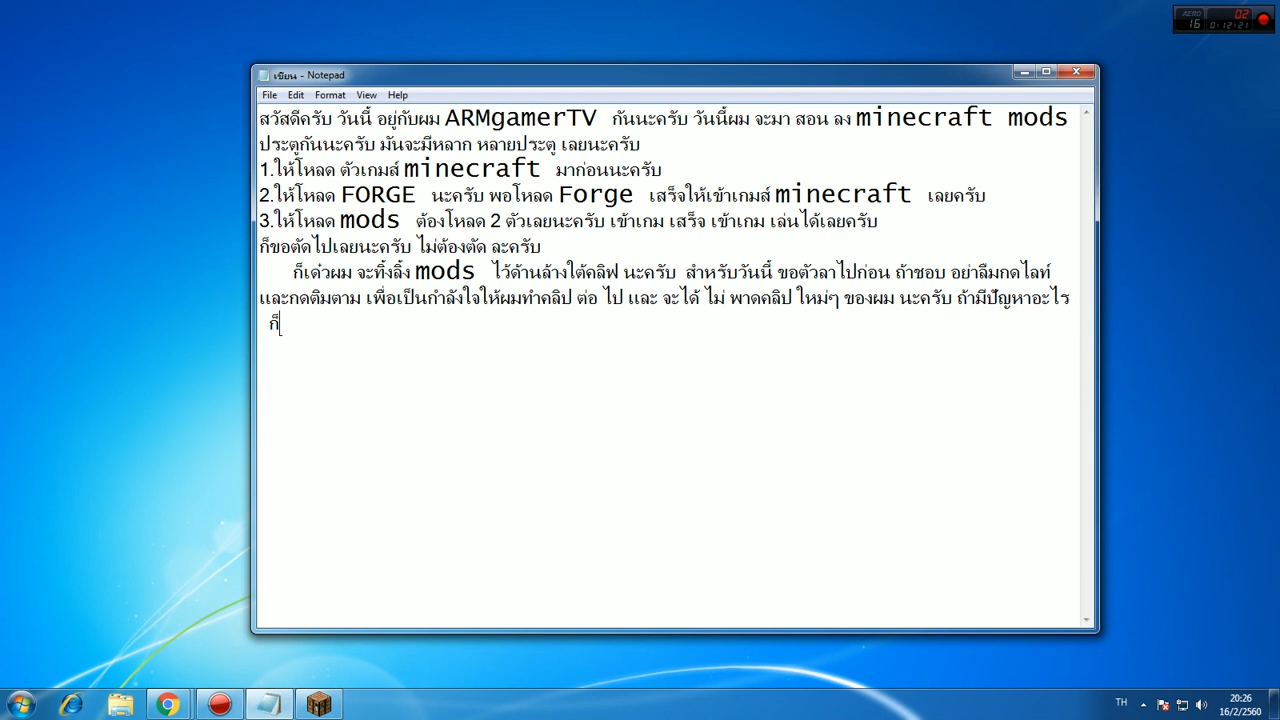 AERO 02
16 0:12:21
เขียน - Notepad
File Edit Format View Help
สวัสดีครับ วันนี้ อยู่กับผม ARMgamerTV กันนะครับ วันนี้ผม จะมา สอน ลง minecraft mods
ประตูกันนะครับ มันจะมีหลาก หลายประตู เลยนะครับ
1.ให้โหลด ตัวเกมส์ minecraft มาก่อนนะครับ
2.ให้โหลด FORGE นะครับ พอโหลด Forge เสร็จให้เข้าเกมส์ minecraft เลยครับ
3.ให้โหลด mods ต้องโหลด 2 ตัวเลยนะครับ เข้าเกม เสร็จ เข้าเกม เล่นได้เลยครับ
ก็ขอตัดไปเลยนะครับ ไม่ต้องตัด ละครับ
ก็เด๋วผม จะทิ้งลิ้ง mods ไว้ด้านล้างใต้คลิฟ นะครับ สำหรับวันนี้ ขอตัวลาไปก่อน ถ้าชอบ อย่าลืมกดไลท์
และกดติมตาม เพื่อเป็นกำลังใจให้ผมทำคลิป ต่อ ไป และ จะได้ ไม่ พาดคลิป ใหม่ๆ ของผม นะครับ ถ้ามีปัญหาอะไร
ก็
TH
20:26
16/2/2560